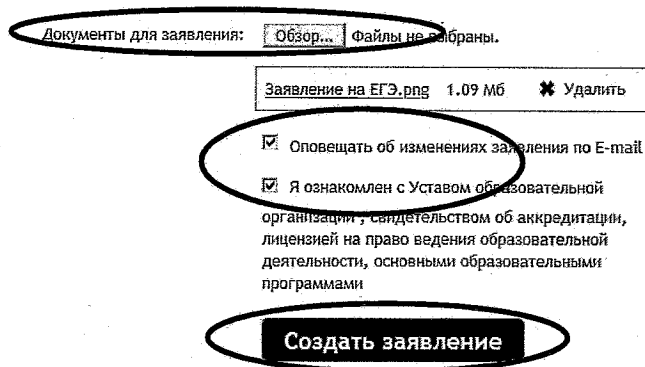 Документы для заявления: Обзор... Файлы не выбраны.
Заявление на ЕГЭ.png 1.09 Мб ✖ Удалить
Оповещать об изменениях заявления по E-mail
Я ознакомлен с Уставом образовательной
организации , свидетельством об аккредитации,
лицензией на право ведения образовательной
деятельности, основными образовательными
программами
Создать заявление